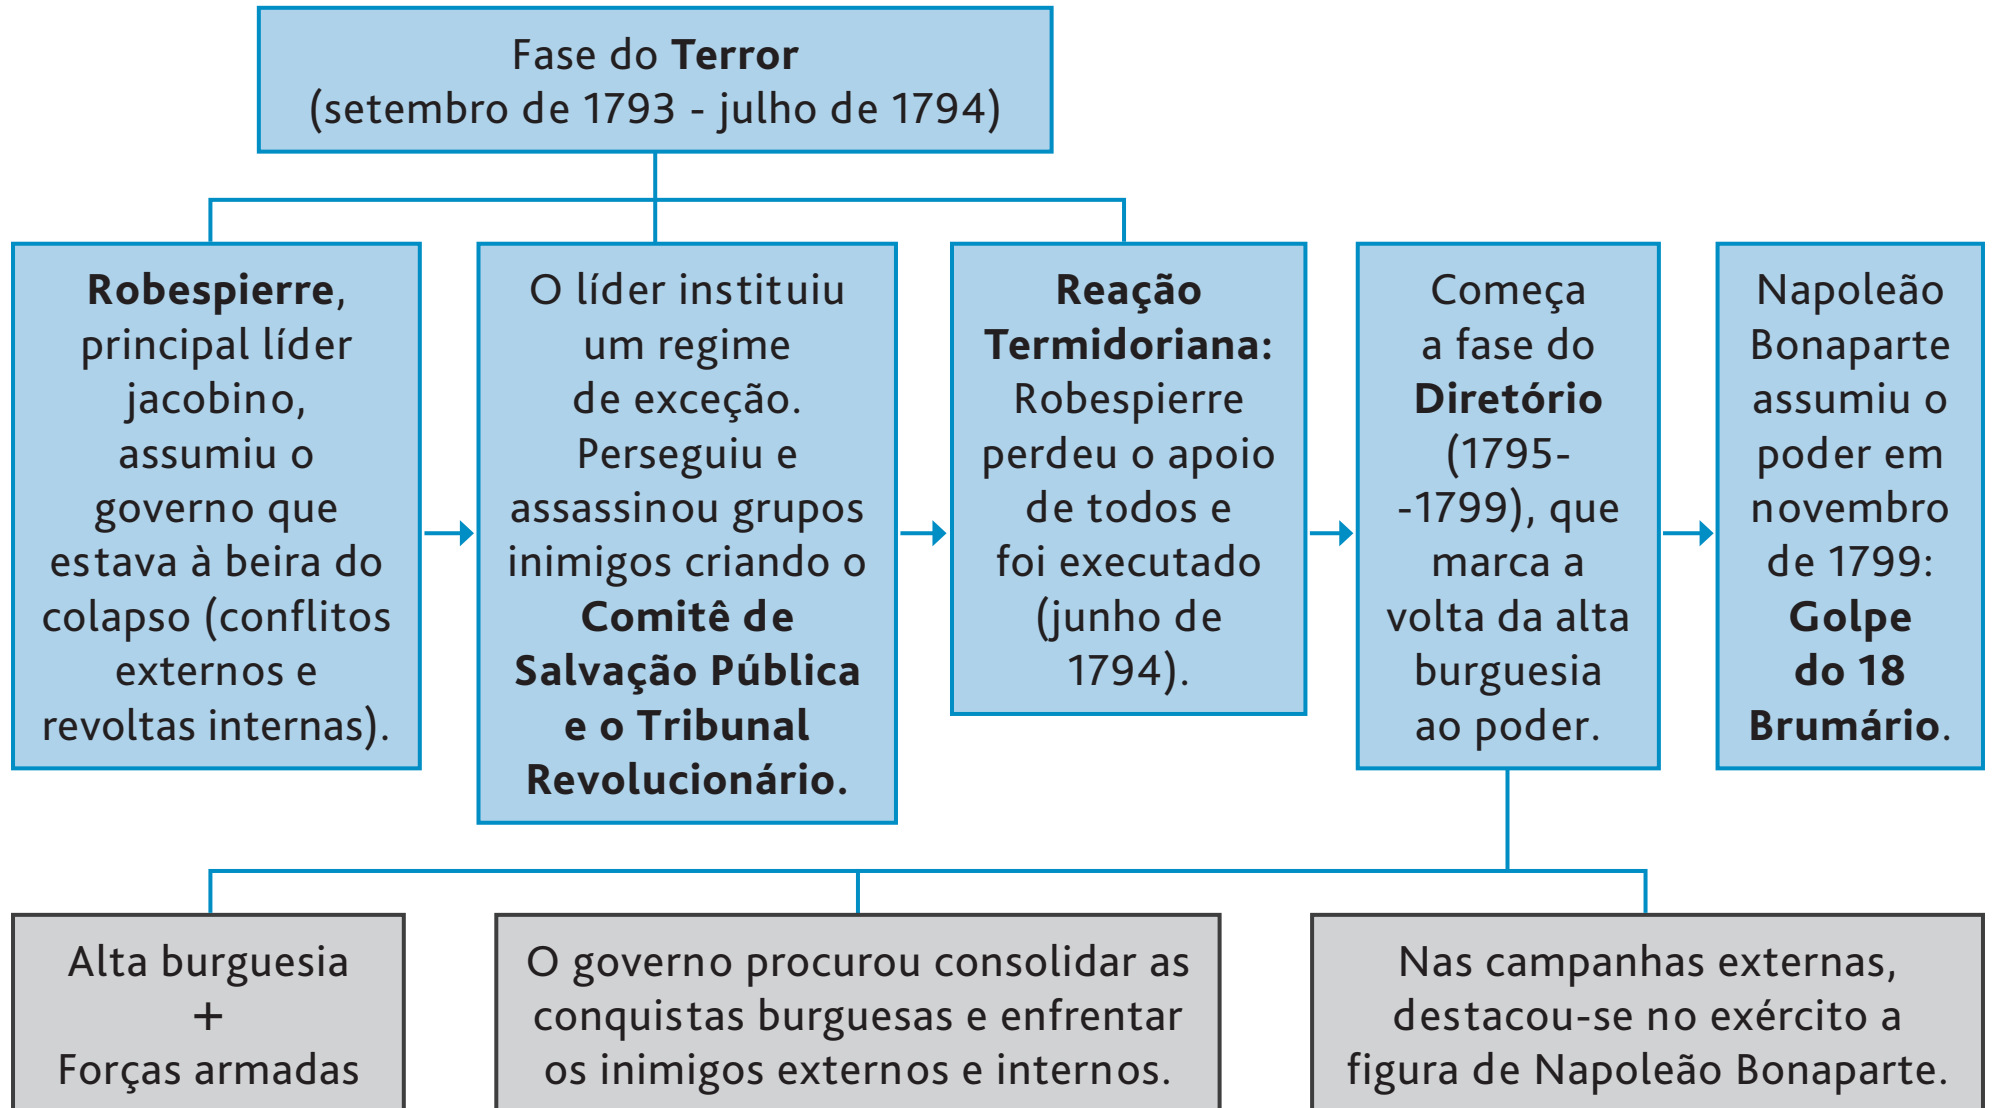 Fase do Terror
(setembro de 1793 - julho de 1794)
Robespierre,
principal líder
jacobino,
assumiu o
governo que
estava à beira do
colapso (conflitos
externos e
revoltas internas).
O líder instituiu
um regime
de exceção.
Perseguiu e
assassinou grupos
inimigos criando o
Comitê de
Salvação Pública
e o Tribunal
Revolucionário.
Reação
Termidoriana:
Robespierre
perdeu o apoio
de todos e
foi executado
(junho de
1794).
Começa
a fase do
Diretório
(1795-
-1799), que
marca a
volta da alta
burguesia
ao poder.
Napoleão
Bonaparte
assumiu o
poder em
novembro
de 1799:
Golpe
do 18
Brumário.
Alta burguesia
+
Forças armadas
O governo procurou consolidar as
conquistas burguesas e enfrentar
os inimigos externos e internos.
Nas campanhas externas,
destacou-se no exército a
figura de Napoleão Bonaparte.